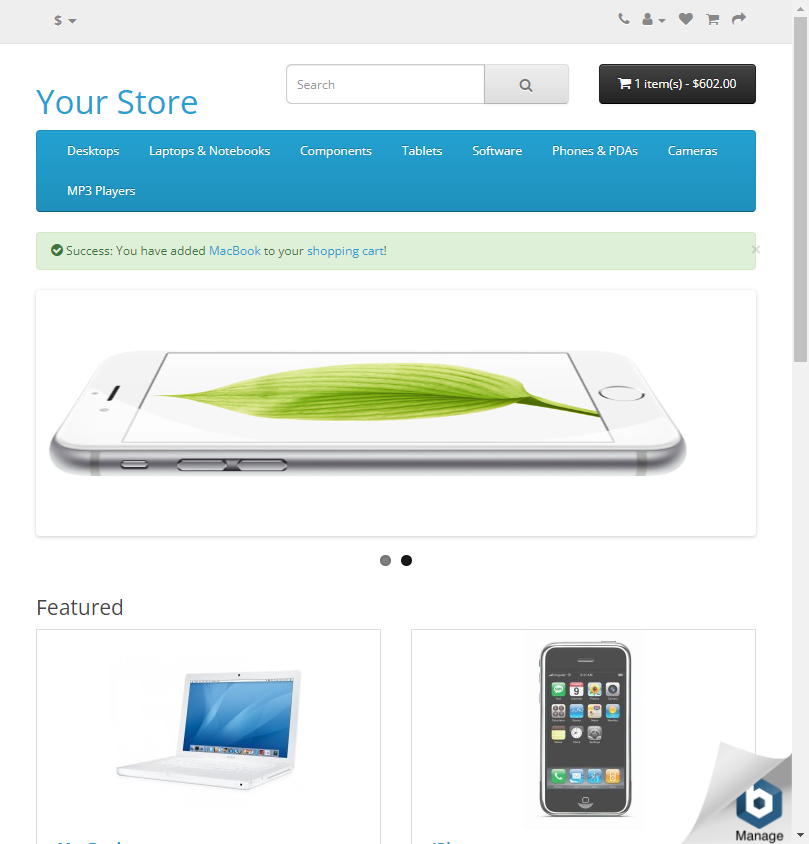 $
Your Store
Search
1 item(s) - $602.00
Desktops
Laptops & Notebooks
Components
Tablets
Software
Phones & PDAs
Cameras
MP3 Players
Success: You have added MacBook to your shopping cart!
×
Featured
Manage